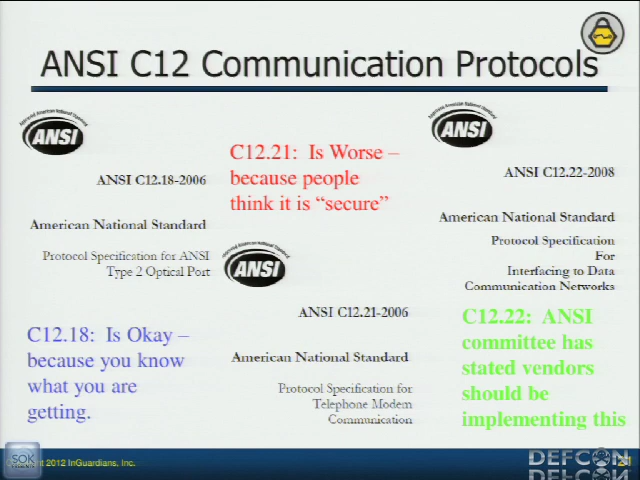 ANSI C12 Communication Protocols
ANSI
ANSI C12.18-2006
American National Standard
Protocol Specification for ANSI
Type 2 Optical Port
C12.18: Is Okay –
because you know
what you are
getting.
C12.21: Is Worse –
because people
think it is “secure”
ANSI
ANSI C12.21-2006
American National Standard
Protocol Specification for
Telephone Modem
Communication
ANSI
ANSI C12.22-2008
American National Standard
Protocol Specification
For
Interfacing to Data
Communication Networks
C12.22: ANSI
committee has
stated vendors
should be
implementing this
SOK
2012 InGuardians, Inc.
DEFCON